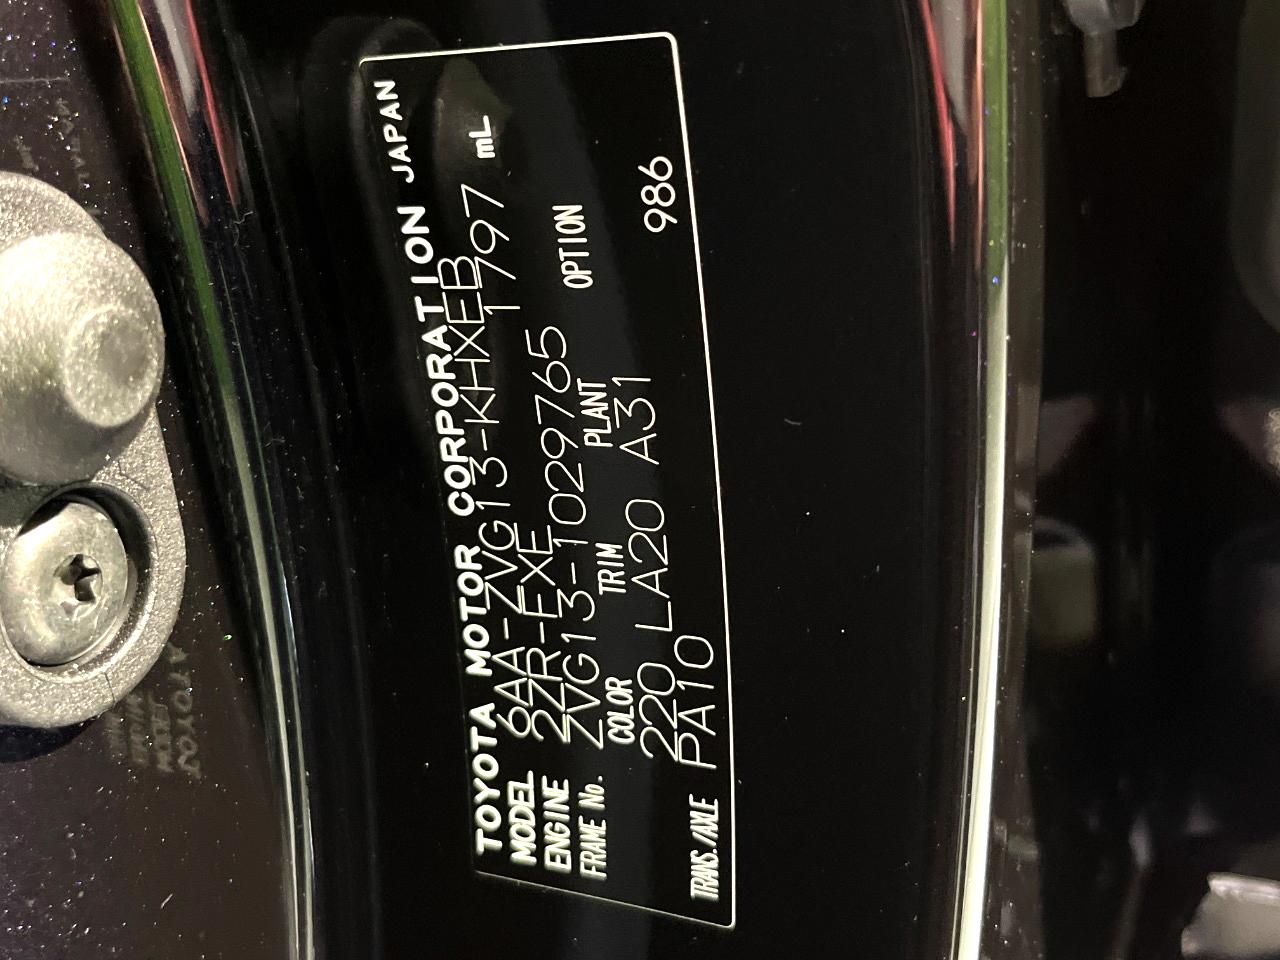 TOYOTA MOTOR CORPORATION JAPAN
MODEL 6AA-ZVG13-KHXEB
ENGINE 2ZR-FXE 1797 mL
FRAME No. ZVG13-1029765
COLOR TRIM PLANT OPTION
220 LA20 A31 986
TRANS./AXLE PA10